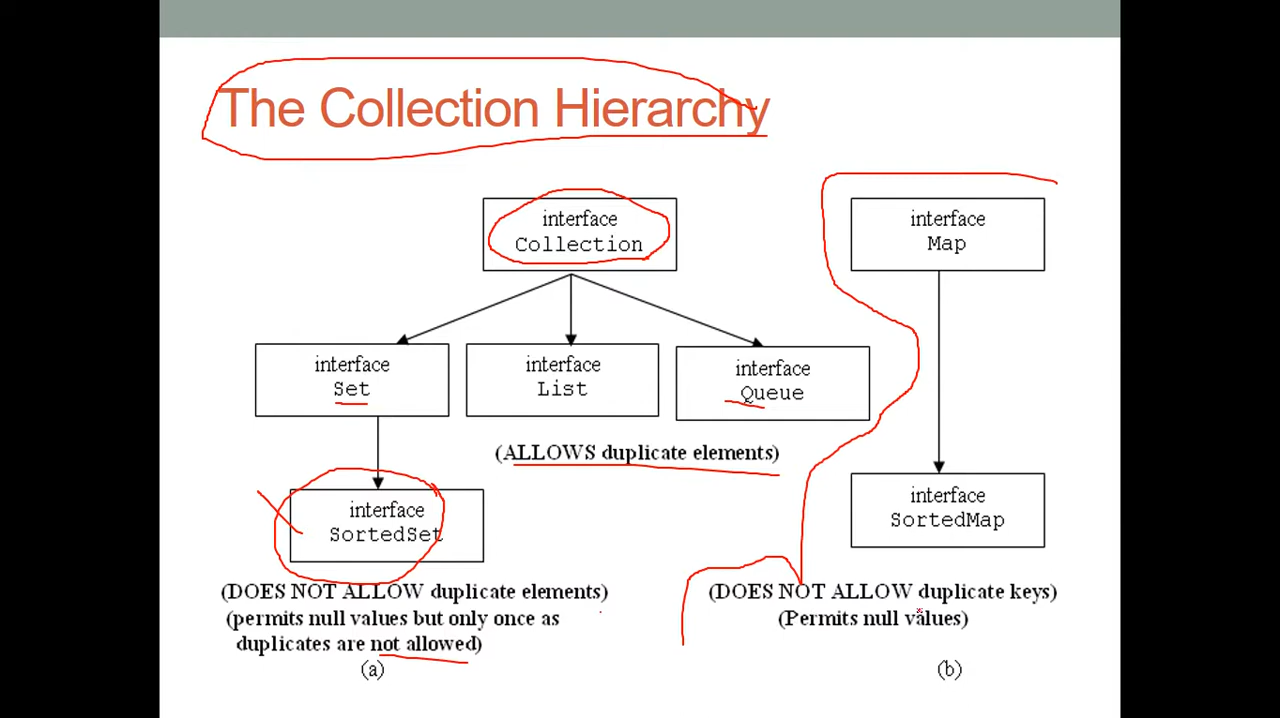 The Collection Hierarchy
interface
Collection
interface
Map
interface
Set
interface
List
interface
Queue
(ALLOWS duplicate elements)
interface
SortedSet
interface
SortedMap
(DOES NOT ALLOW duplicate elements)
(permits null values but only once as
duplicates are not allowed)
(a)
(DOES NOT ALLOW duplicate keys)
(Permits null values)
(b)